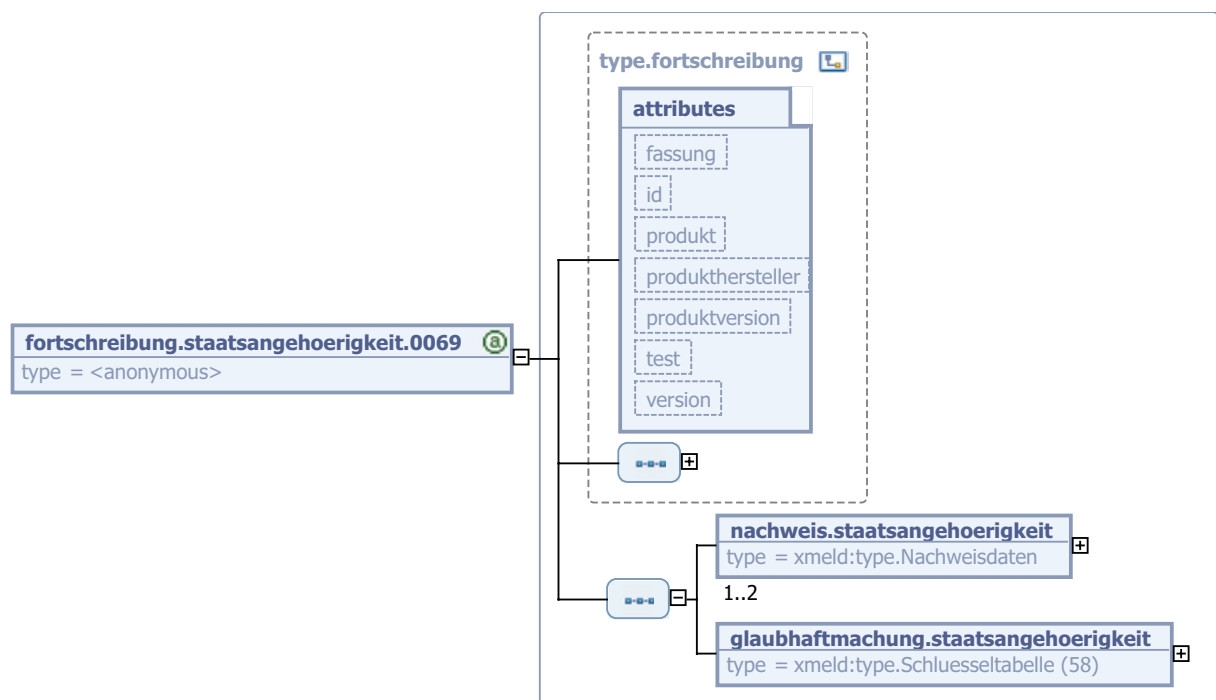 type.fortschreibung
attributes
fassung
id
produkt
produkthersteller
produktversion
test
version
fortschreibung.staatsangehoerigkeit.0069 a
type = <anonymous>
nachweis.staatsangehoerigkeit
type = xmeld:type.Nachweisdaten
1..2
glaubhaftmachung.staatsangehoerigkeit
type = xmeld:type.Schluesseltabelle (58)